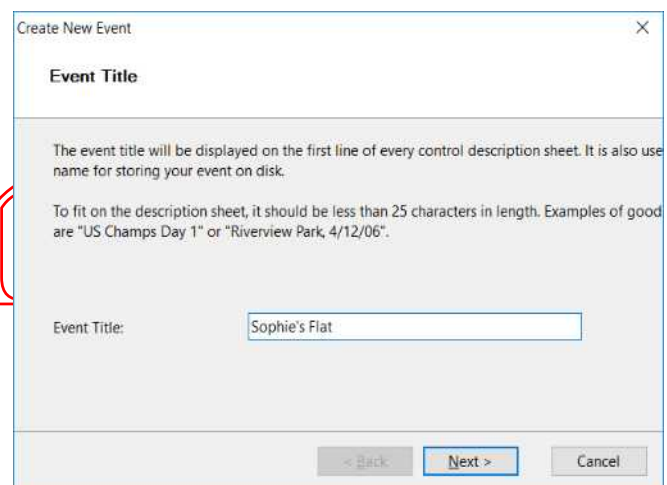 Create New Event
Event Title
The event title will be displayed on the first line of every control description sheet. It is also use
name for storing your event on disk.
To fit on the description sheet, it should be less than 25 characters in length. Examples of good
are "US Champs Day 1" or "Riverview Park, 4/12/06".
Event Title:
Sophie's Flat
< Back
Next >
Cancel